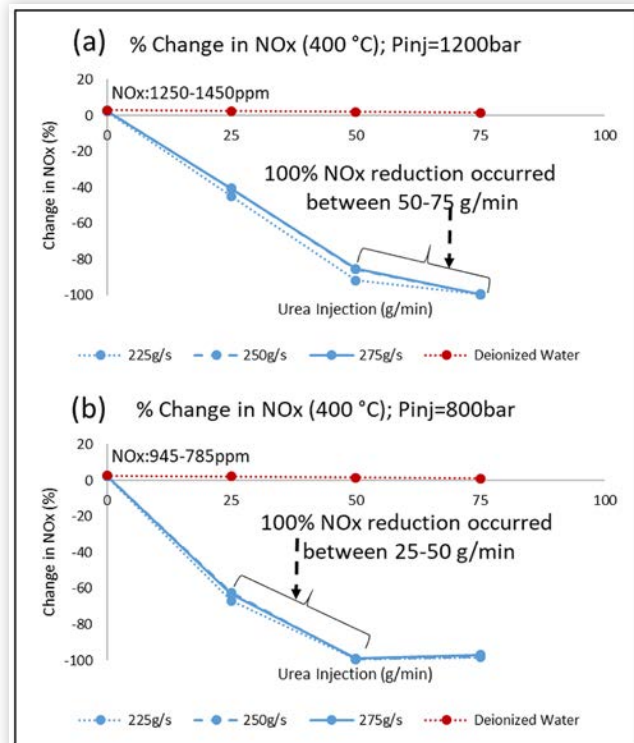 (a) % Change in NOx (400 °C); Pinj=1200bar
20
NOx:1250-1450ppm
0
0 25 50 75 100
-20
100% NOx reduction occurred
-40
between 50-75 g/min
-60
-80
-100
Change in NOx (%)
Urea Injection (g/min)
225g/s 250g/s 275g/s Deionized Water
(b) % Change in NOx (400 °C); Pinj=800bar
20
NOx:945-785ppm
0
0 25 50 75 100
-20
100% NOx reduction occurred
-40
between 25-50 g/min
-60
-80
-100
Change in NOx (%)
Urea Injection (g/min)
225g/s 250g/s 275g/s Deionized Water